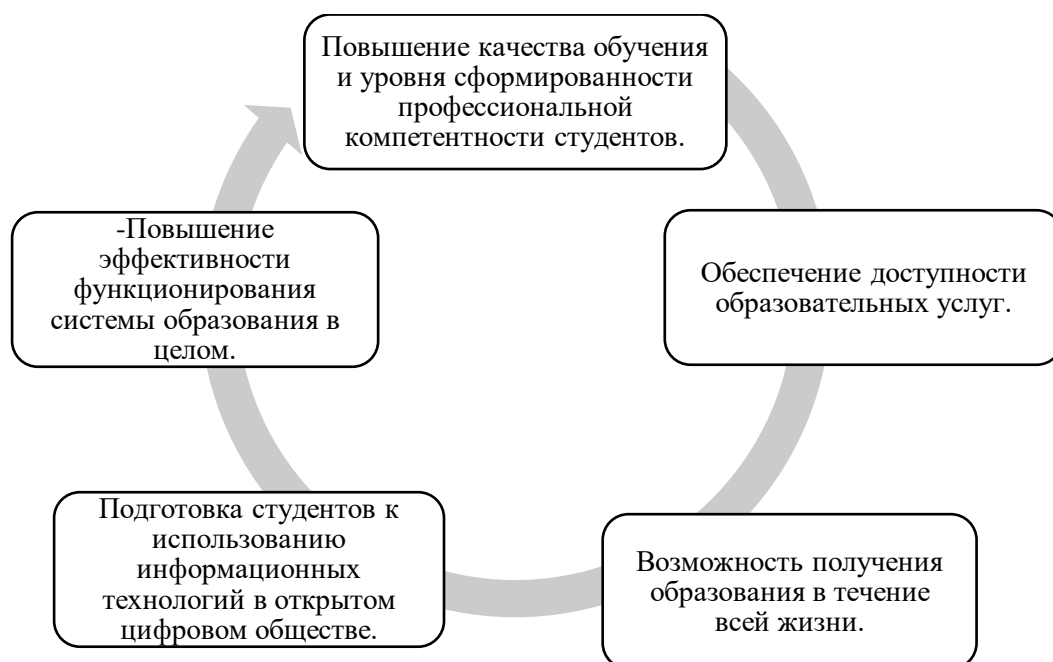 Повышение качества обучения
и уровня сформированности
профессиональной
компетентности студентов.
Обеспечение доступности
образовательных услуг.
Возможность получения
образования в течение
всей жизни.
Подготовка студентов к
использованию
информационных
технологий в открытом
цифровом обществе.
-Повышение
эффективности
функционирования
системы образования в
целом.